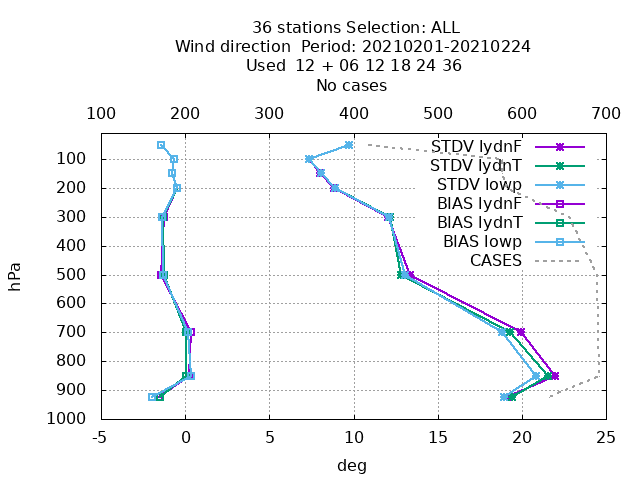 36 stations Selection: ALL
Wind direction  Period: 20210201-20210224
Used  12 + 06 12 18 24 36
No cases
100 200 300 400 500 600 700
STDV lydnF
STDV lydnT
STDV lowp
BIAS lydnF
BIAS lydnT
BIAS lowp
CASES
hPa
100
200
300
400
500
600
700
800
900
1000
-5 0 5 10 15 20 25
deg